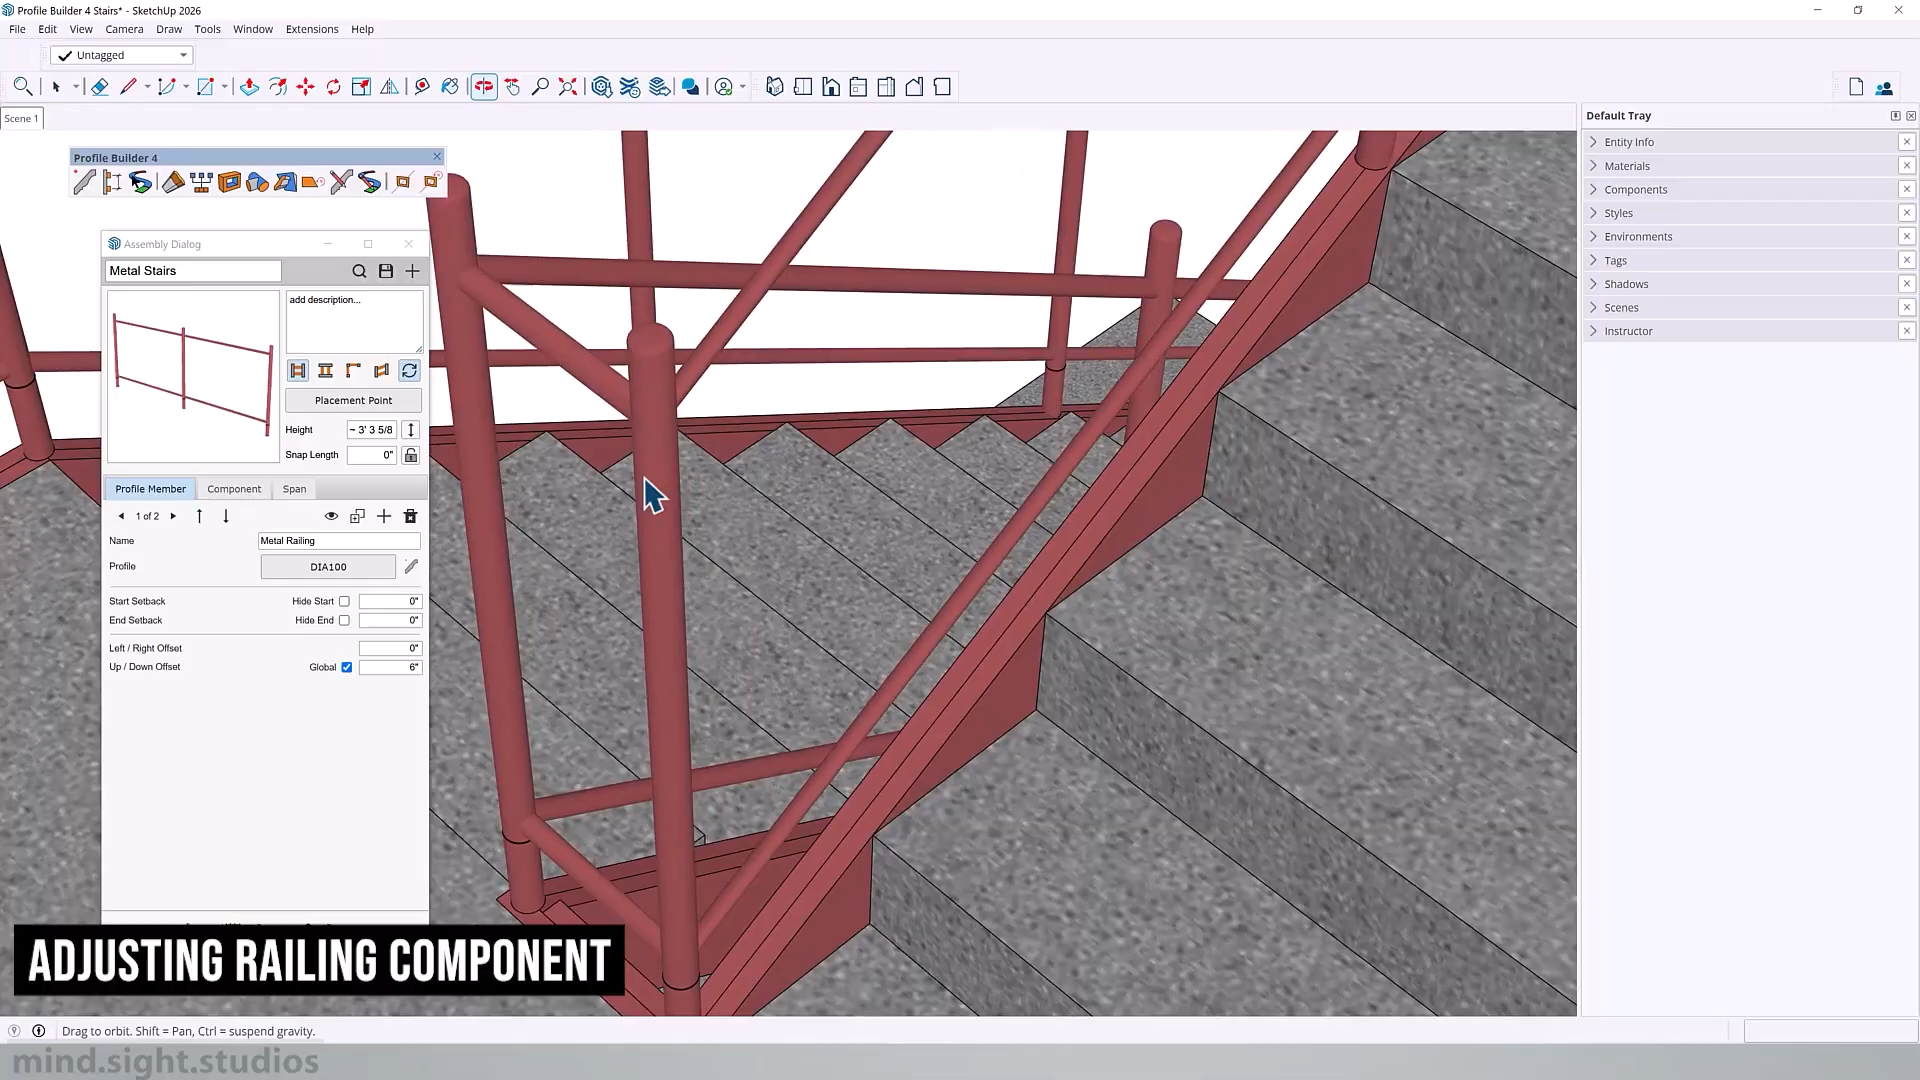 Profile Builder 4 Stairs* - SketchUp 2026
File Edit View Camera Draw Tools Window Extensions Help
Untagged
Scene 1
Profile Builder 4
Assembly Dialog
Metal Stairs
add description...
Placement Point
Height ~ 3' 3 5/8
Snap Length 0"
Profile Member Component Span
1 of 2
Name Metal Railing
Profile DIA100
Start Setback Hide Start 0"
End Setback Hide End 0"
Left / Right Offset 0"
Up / Down Offset Global 6"
Default Tray
Entity Info
Materials
Components
Styles
Environments
Tags
Shadows
Scenes
Instructor
ADJUSTING RAILING COMPONENT
Drag to orbit. Shift = Pan, Ctrl = suspend gravity.
mind.sight.studios